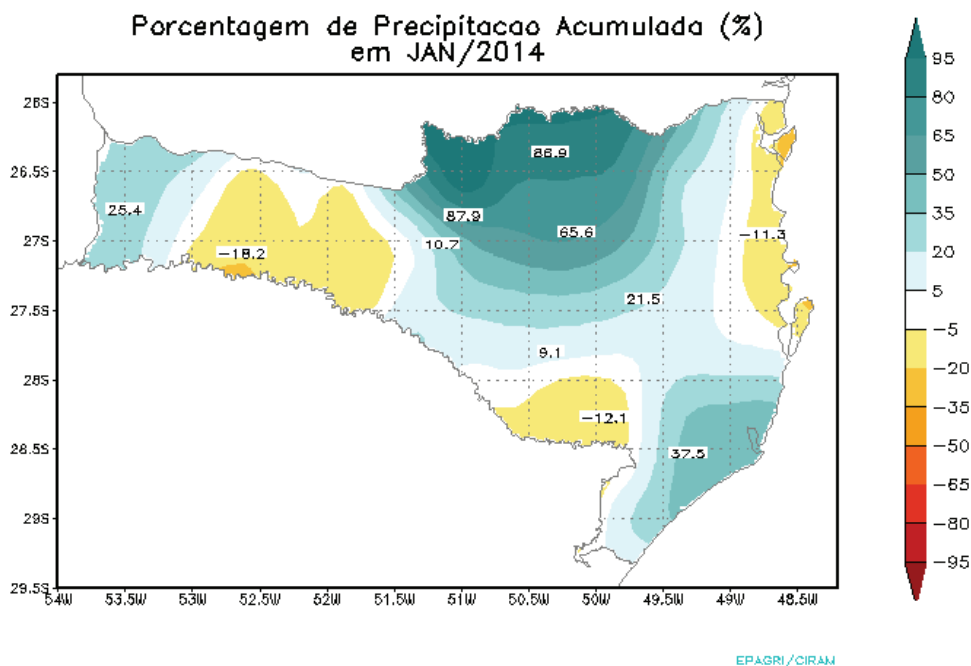 Porcentagem de Precipitacao Acumulada (%)
em JAN/2014
26S
26.5S
27S
27.5S
28S
28.5S
29S
29.5S
86.9
25.4
87.9
65.6
10.7
-11.3
-18.2
21.5
9.1
-12.1
37.5
54W 53.5W 53W 52.5W 52W 51.5W 51W 50.5W 50W 49.5W 49W 48.5W
95
80
65
50
35
20
5
-5
-20
-35
-50
-65
-80
-95
EPAGRI/CIRAM